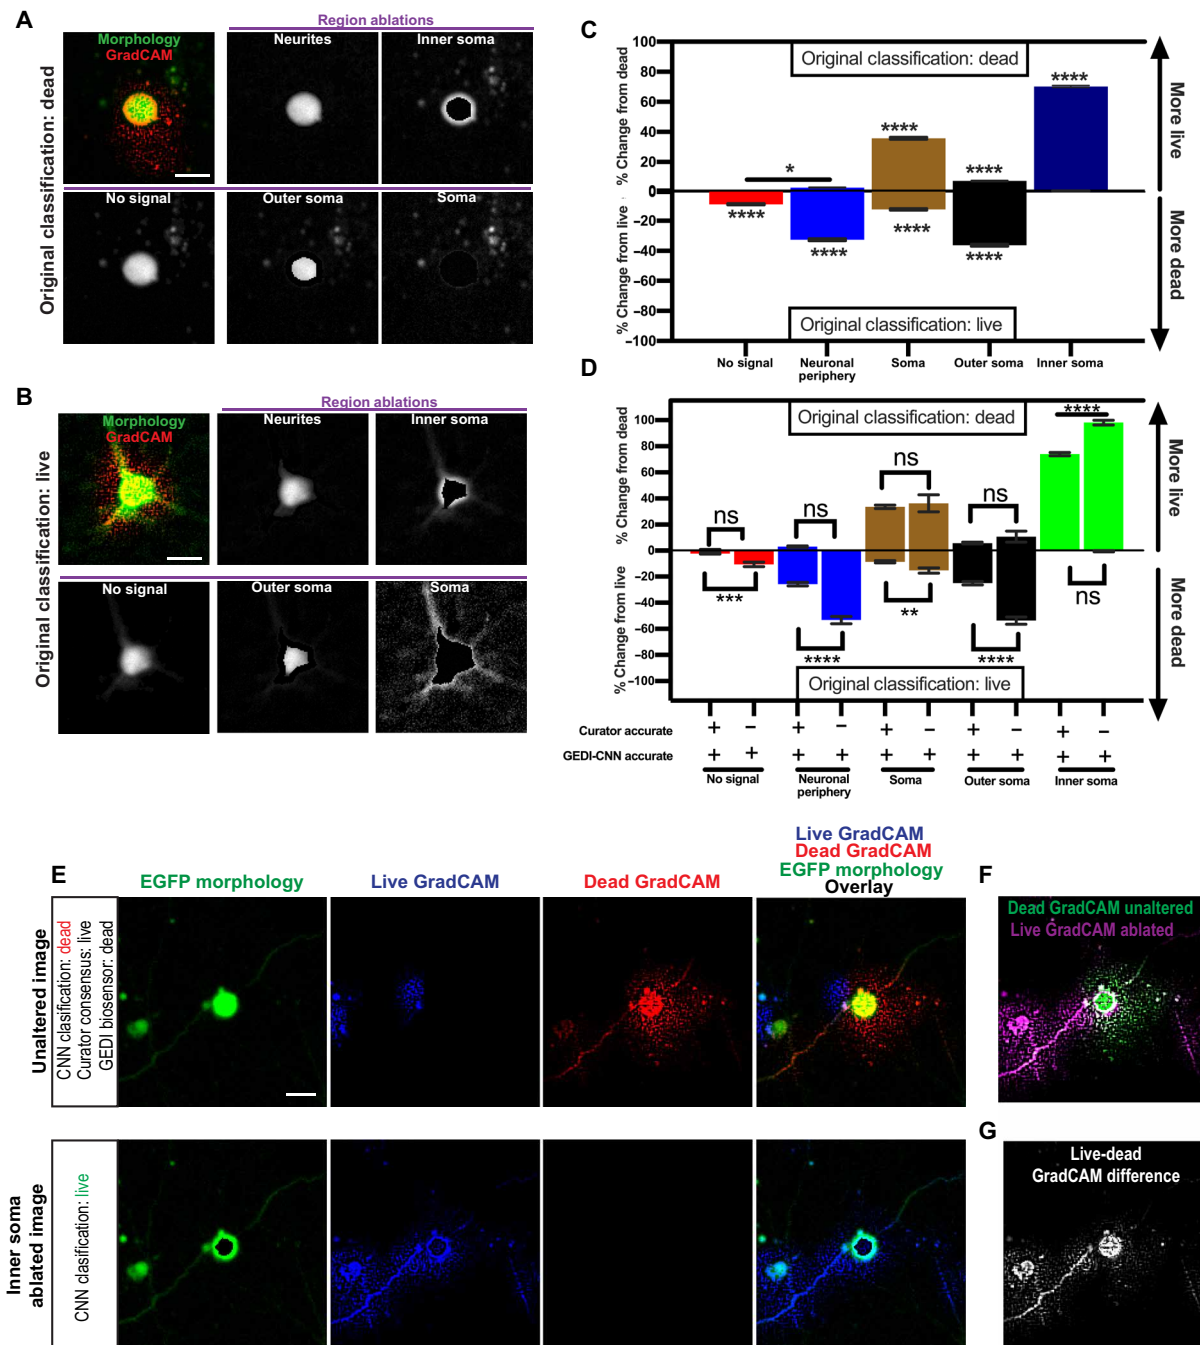 A
Region ablations
Morphology
GradCAM
Neurites
Inner soma
Original classification: dead
No signal
Outer soma
Soma
B
Region ablations
Morphology
GradCAM
Neurites
Inner soma
Original classification: live
No signal
Outer soma
Soma
C
100
80
60
40
20
0
−20
−40
−60
−80
−100
% Change from dead
% Change from live
Original classification: dead
Original classification: live
****
*
****
****
****
****
****
****
More live
More dead
No signal
Neuronal
periphery
Soma
Outer soma
Inner soma
D
100
80
60
40
20
0
−20
−40
−60
−80
−100
% Change from dead
% Change from live
Original classification: dead
Original classification: live
ns
ns
ns
ns
****
***
****
**
****
ns
More live
More dead
Curator accurate
+ − + − + − + − + −
GEDI-CNN accurate
+ + + + + + + + + +
No signal
Neuronal
periphery
Soma
Outer soma
Inner soma
E
EGFP morphology
Live GradCAM
Dead GradCAM
Live GradCAM
Dead GradCAM
EGFP morphology
Overlay
Unaltered image
CNN clasification: dead
Curator consensus: live
GEDI biosensor: dead
Inner soma
ablated image
CNN clasification: live
F
Dead GradCAM unaltered
Live GradCAM ablated
G
Live-dead
GradCAM difference